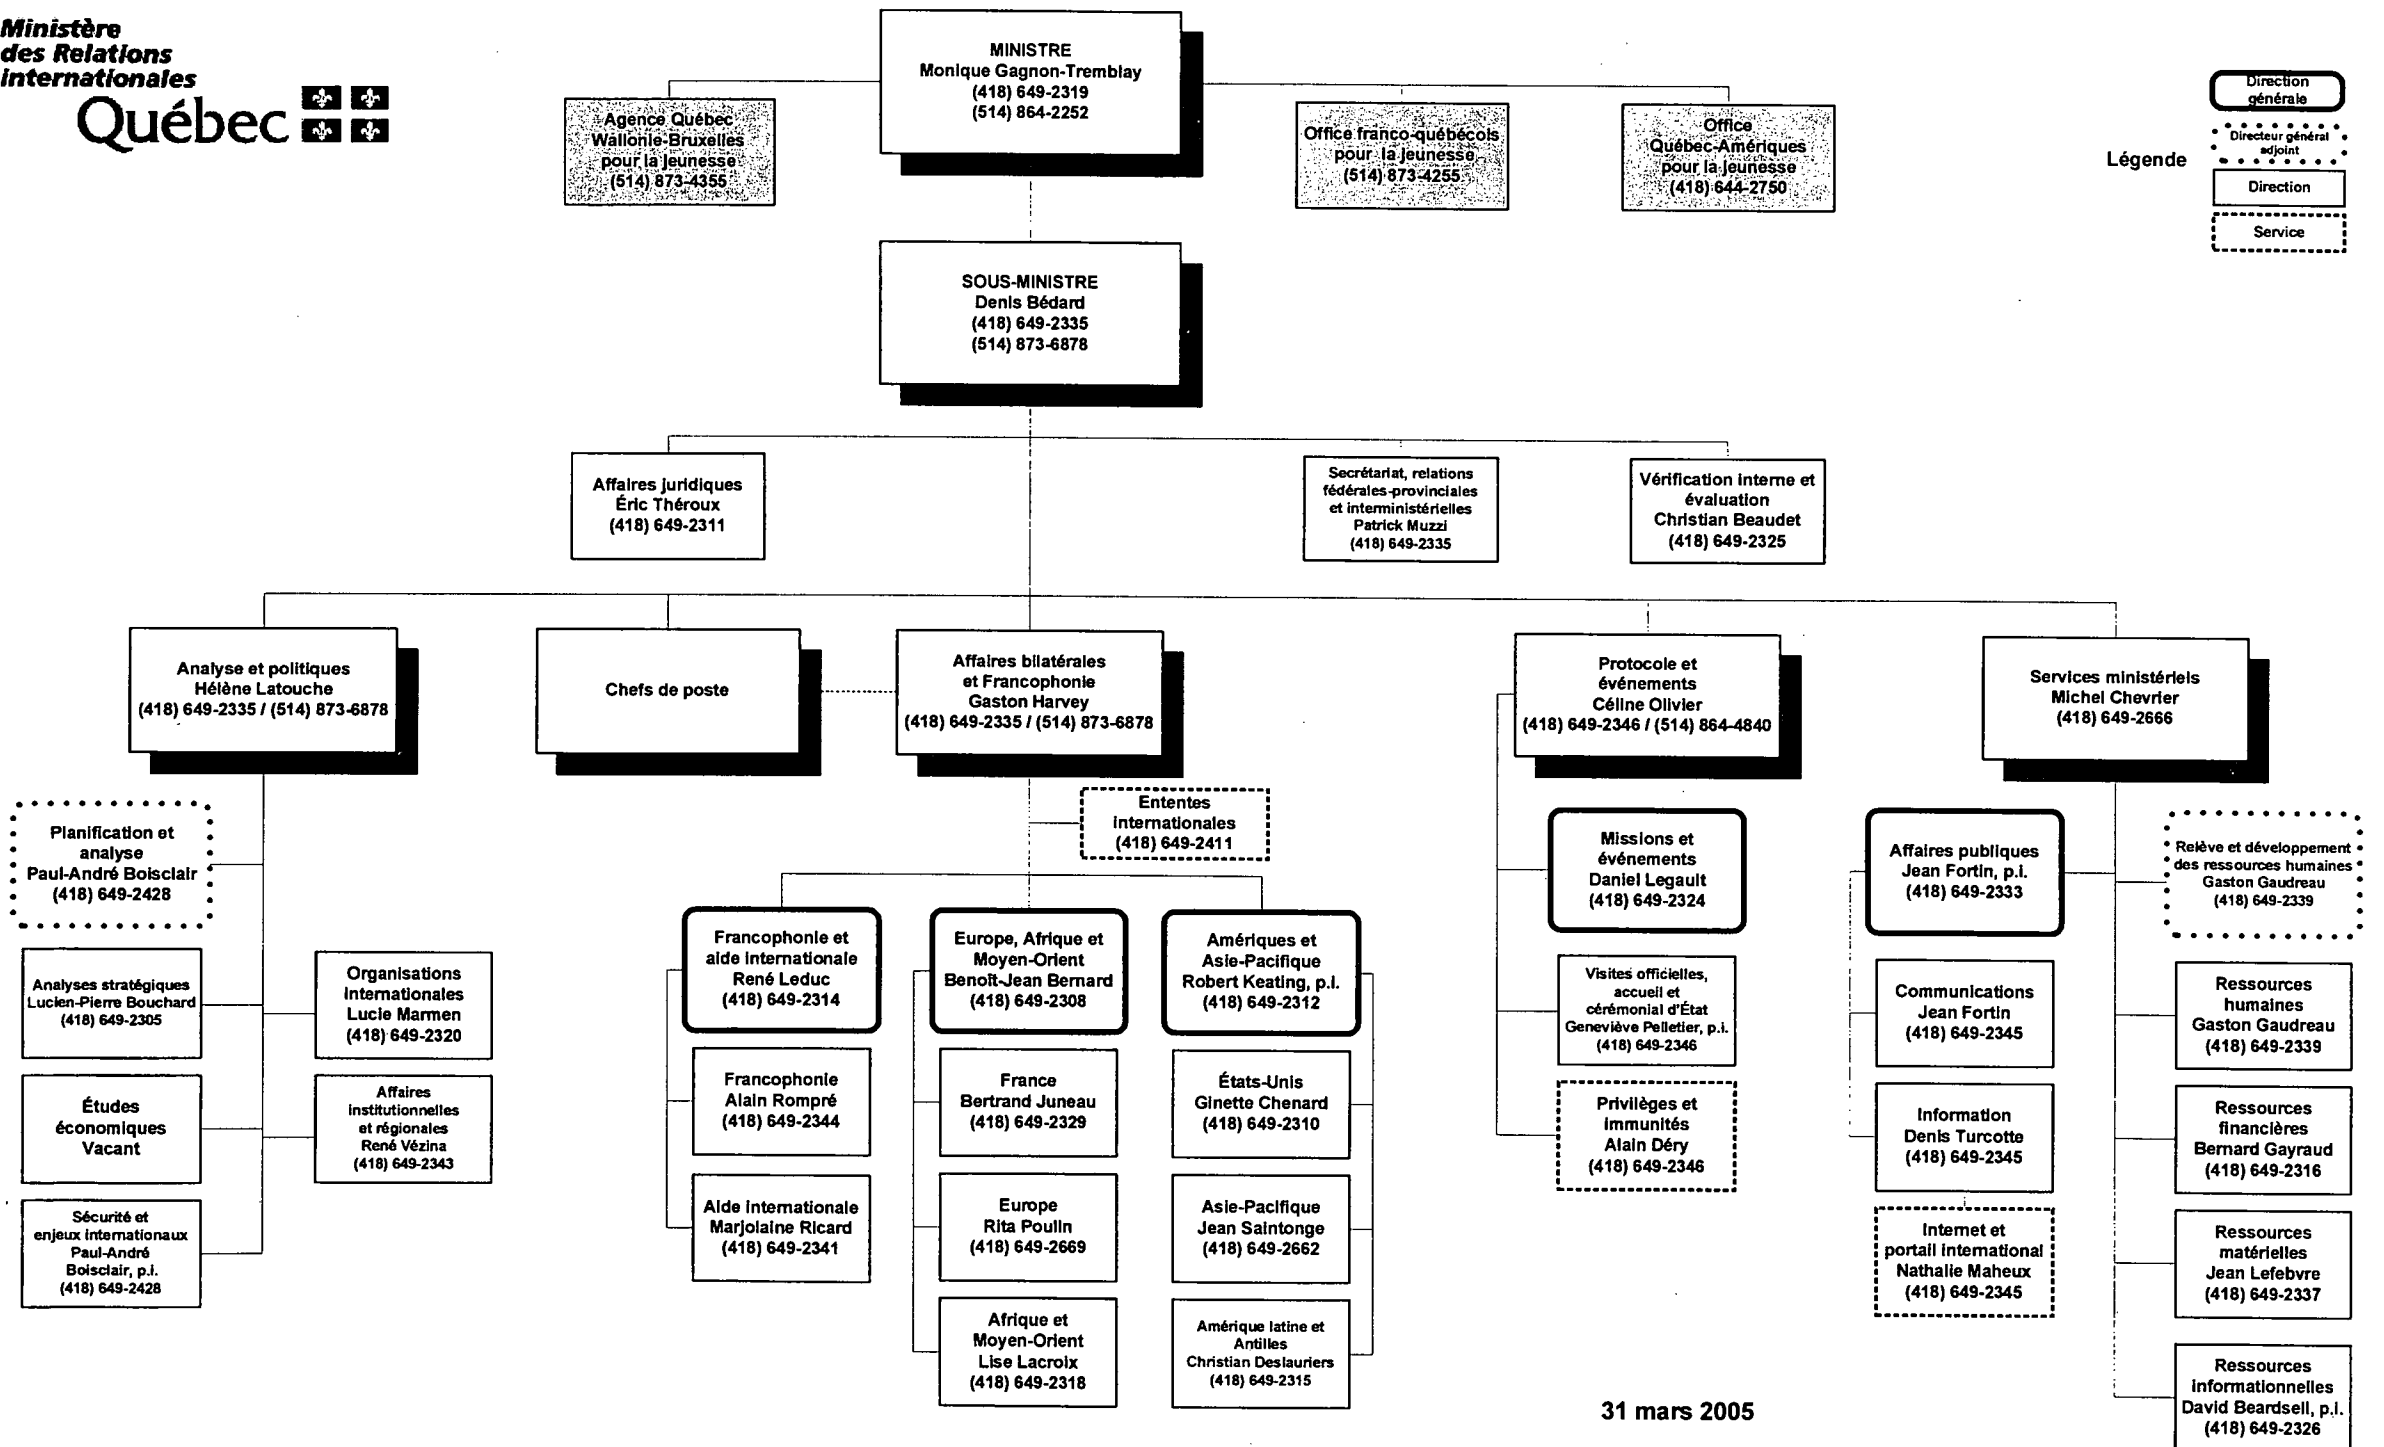 Ministère
des Relations
internationales
Québec
MINISTRE
Monique Gagnon-Tremblay
(418) 649-2319
(514) 864-2252
Agence Québec
Wallonie-Bruxelles
pour la jeunesse
(514) 873-4355
Office franco-québécois
pour la jeunesse
(514) 873-4255
Office
Québec-Amériques
pour la jeunesse
(418) 644-2750
Légende
Direction
générale
Directeur général
adjoint
Direction
Service
SOUS-MINISTRE
Denis Bédard
(418) 649-2335
(514) 873-6878
Affaires juridiques
Éric Théroux
(418) 649-2311
Secrétariat, relations
fédérales-provinciales
et interministérielles
Patrick Muzzi
(418) 649-2335
Vérification interne et
évaluation
Christian Beaudet
(418) 649-2325
Analyse et politiques
Hélène Latouche
(418) 649-2335 / (514) 873-6878
Chefs de poste
Affaires bilatérales
et Francophonie
Gaston Harvey
(418) 649-2335 / (514) 873-6878
Protocole et
événements
Céline Olivier
(418) 649-2346 / (514) 864-4840
Services ministériels
Michel Chevrier
(418) 649-2666
Planification et
analyse
Paul-André Boisclair
(418) 649-2428
Analyses stratégiques
Lucien-Pierre Bouchard
(418) 649-2305
Organisations
internationales
Lucie Marmen
(418) 649-2320
Études
économiques
Vacant
Affaires
institutionnelles
et régionales
René Vézina
(418) 649-2343
Sécurité et
enjeux internationaux
Paul-André
Boisclair, p.i.
(418) 649-2428
Ententes
internationales
(418) 649-2411
Francophonie et
aide internationale
René Leduc
(418) 649-2314
Francophonie
Alain Rompré
(418) 649-2344
Aide internationale
Marjolaine Ricard
(418) 649-2341
Europe, Afrique et
Moyen-Orient
Benoît-Jean Bernard
(418) 649-2308
France
Bertrand Juneau
(418) 649-2329
Europe
Rita Poulin
(418) 649-2669
Afrique et
Moyen-Orient
Lise Lacroix
(418) 649-2318
Amériques et
Asie-Pacifique
Robert Keating, p.i.
(418) 649-2312
États-Unis
Ginette Chenard
(418) 649-2310
Asie-Pacifique
Jean Saintonge
(418) 649-2662
Amérique latine et
Antilles
Christian Deslauriers
(418) 649-2315
Missions et
événements
Daniel Legault
(418) 649-2324
Visites officielles,
accueil et
cérémonial d'État
Geneviève Pelletier, p.i.
(418) 649-2346
Privilèges et
immunités
Alain Déry
(418) 649-2346
Affaires publiques
Jean Fortin, p.i.
(418) 649-2333
Communications
Jean Fortin
(418) 649-2345
Information
Denis Turcotte
(418) 649-2345
Internet et
portail international
Nathalie Maheux
(418) 649-2345
Relève et développement
des ressources humaines
Gaston Gaudreau
(418) 649-2339
Ressources
humaines
Gaston Gaudreau
(418) 649-2339
Ressources
financières
Bernard Gayraud
(418) 649-2316
Ressources
matérielles
Jean Lefebvre
(418) 649-2337
Ressources
informationnelles
David Beardsell, p.i.
(418) 649-2326
31 mars 2005